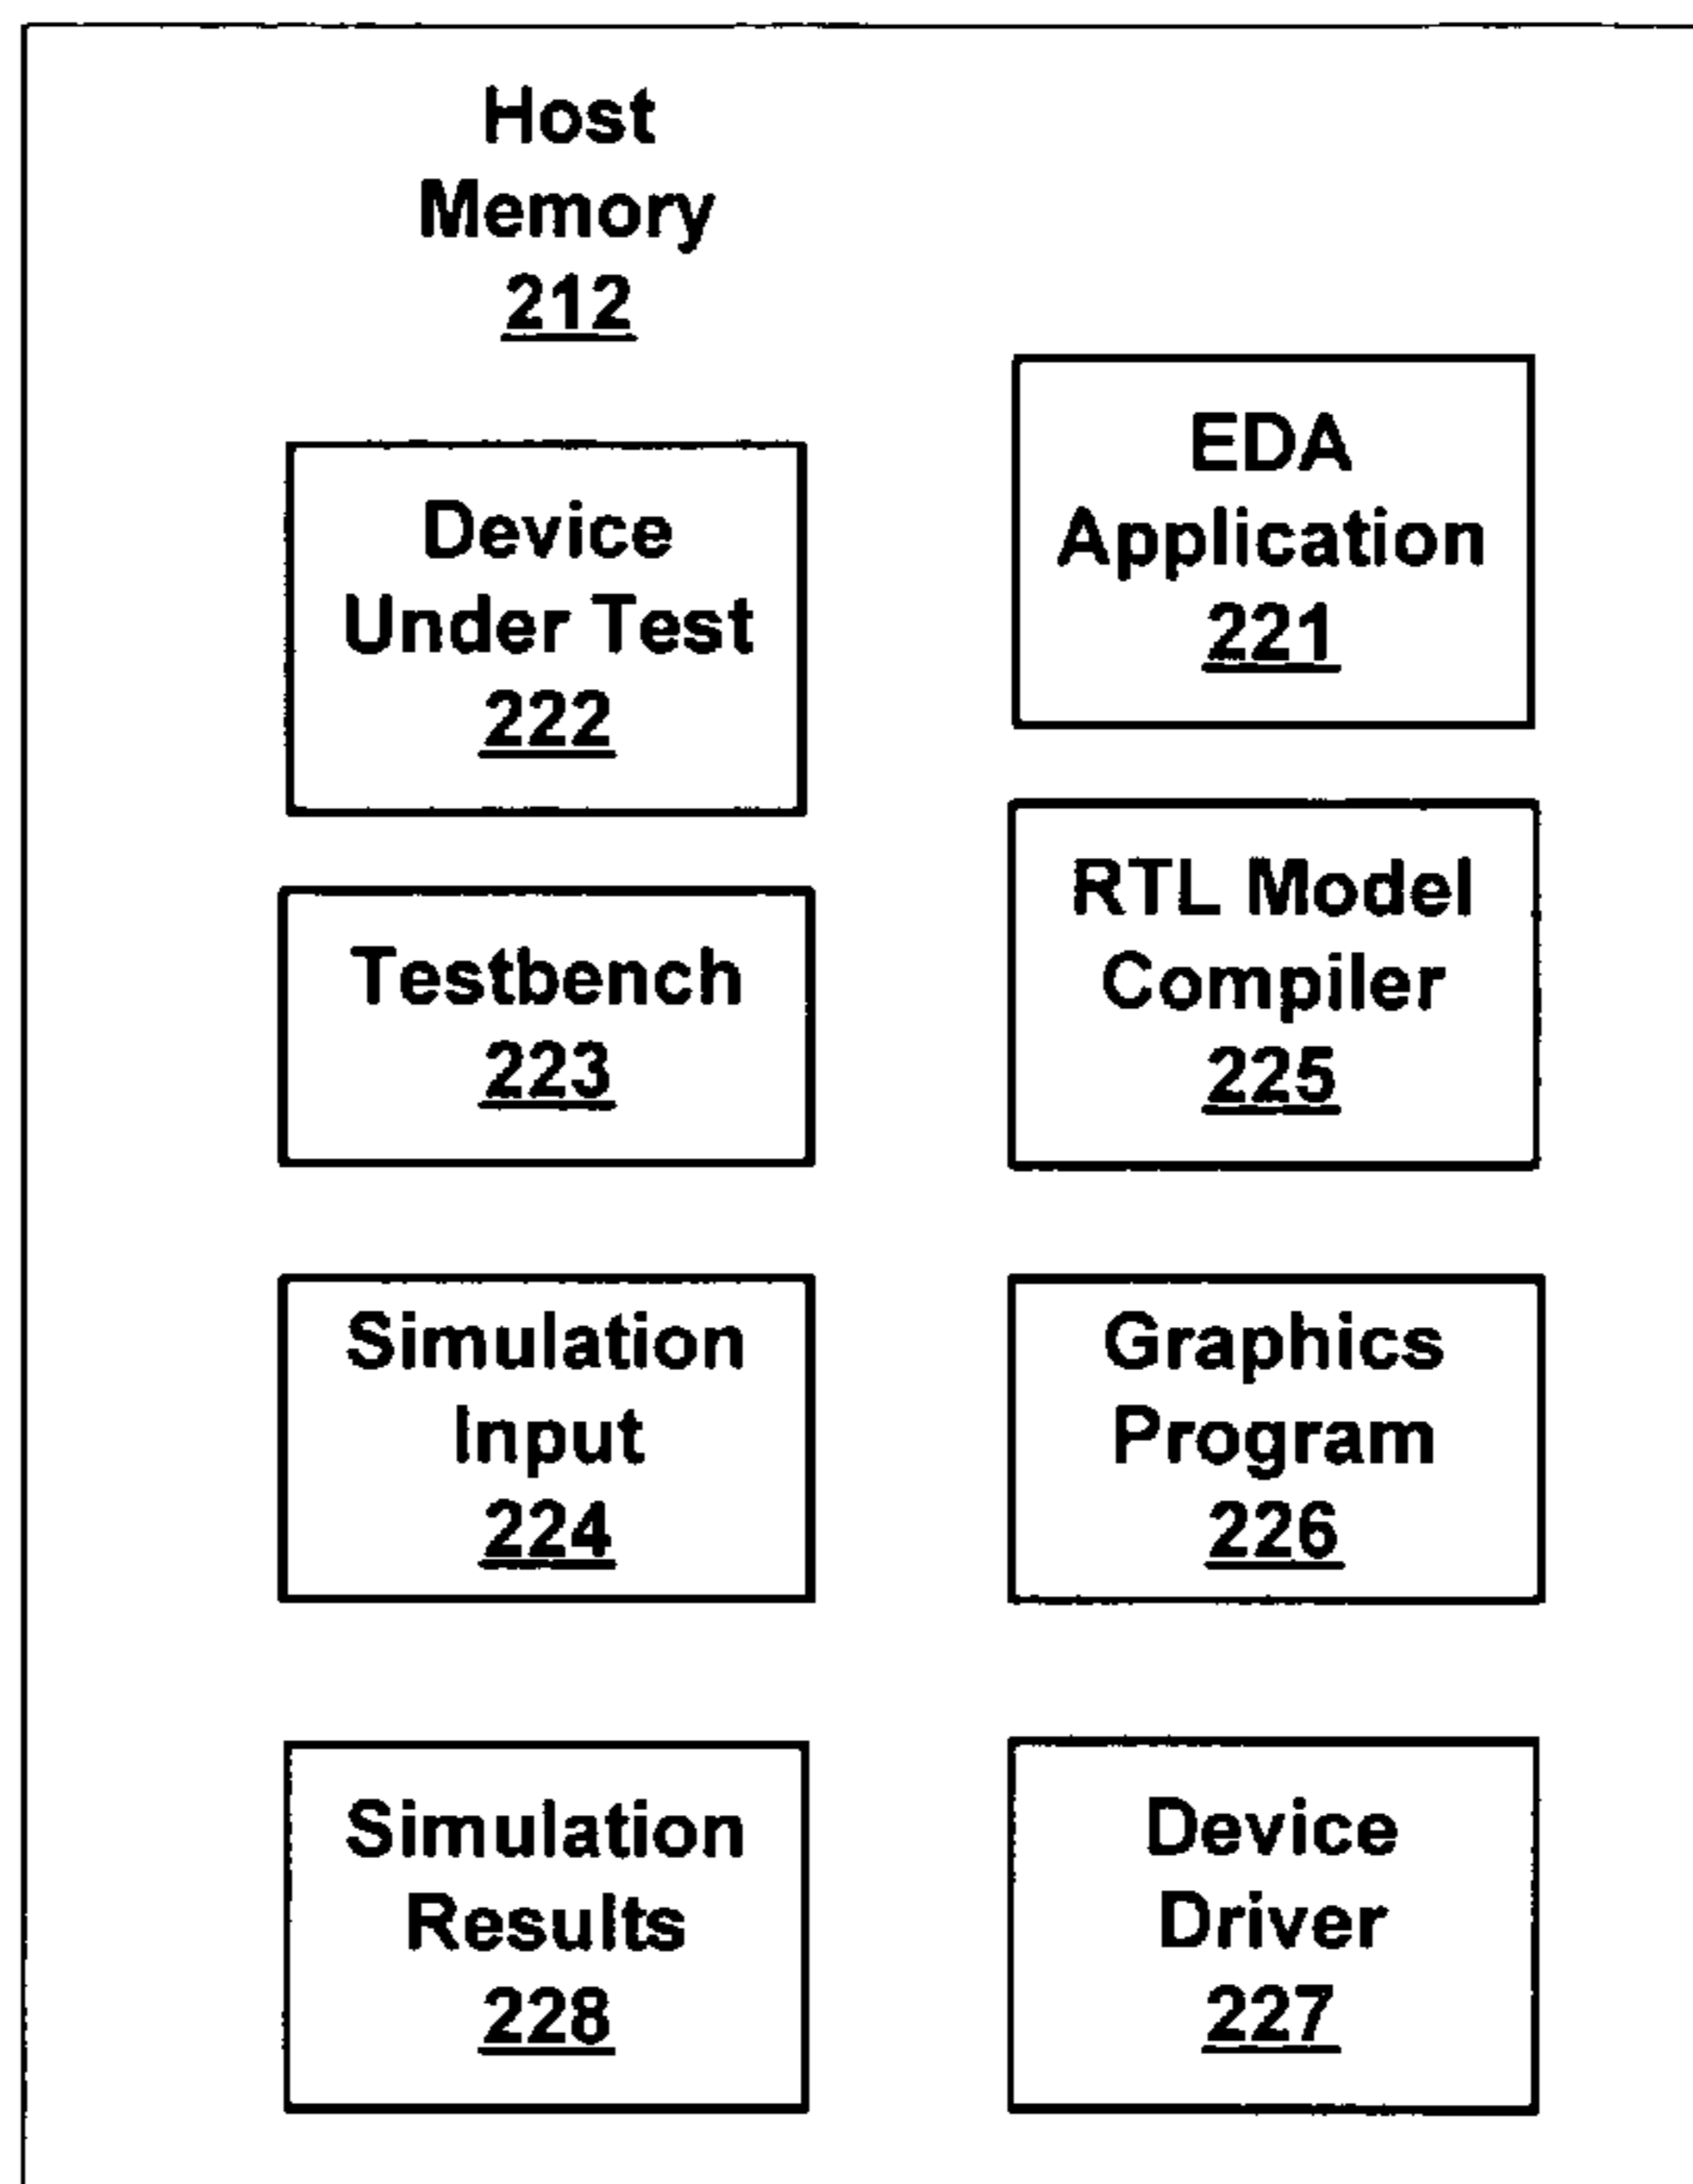 Host
Memory
212
EDA
Application
221
Device
Under Test
222
RTL Model
Compiler
225
Testbench
223
Simulation
Input
224
Graphics
Program
226
Simulation
Results
228
Device
Driver
227